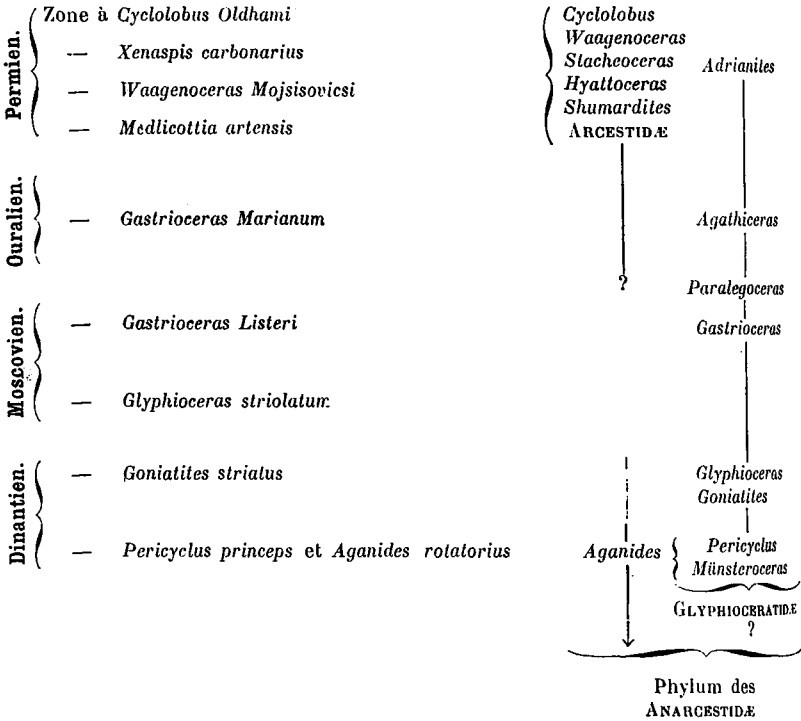 Permien.
Zone à Cyclolobus Oldhami
— Xenaspis carbonarius
— Waagenoceras Mojsisovicsi
— Medlicottia artensis
Ouralien.
— Gastrioceras Marianum
Moscovien.
— Gastrioceras Listeri
— Glyphioceras striolatum
Dinantien.
— Goniatites striatus
— Pericyclus princeps et Aganides rotatorius
Cyclolobus
Waagenoceras
Stacheoceras
Hyattoceras
Shumardites
ARCESTIDÆ
?
Aganides
Adrianites
Agathiceras
Paralegoceras
Gastrioceras
Glyphioceras
Goniatites
Pericyclus
Münsteroceras
GLYPHIOCERATIDÆ
?
Phylum des
ANARCESTIDÆ